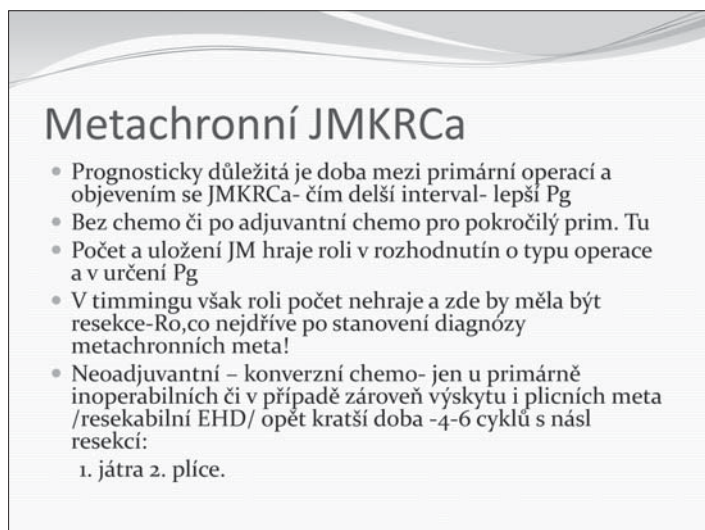 Metachronní JMKRCa
• Prognosticky důležitá je doba mezi primární operací a
objevením se JMKRCa- čím delší interval- lepší Pg
• Bez chemo či po adjuvantní chemo pro pokročilý prim. Tu
• Počet a uložení JM hraje roli v rozhodnutín o typu operace
a v určení Pg
• V timmingu však roli počet nehraje a zde by měla být
resekce-R0,co nejdříve po stanovení diagnózy
metachronních meta!
• Neoadjuvantní – konverzní chemo- jen u primárně
inoperabilních či v případě zároveň výskytu i plicních meta
/resekabilní EHD/ opět kratší doba -4-6 cyklů s násl
resekcí:
1. játra 2. plíce.